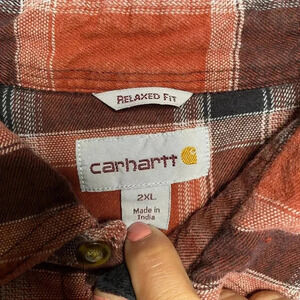 RELAXED FIT
carhartt
2XL
Made in
India